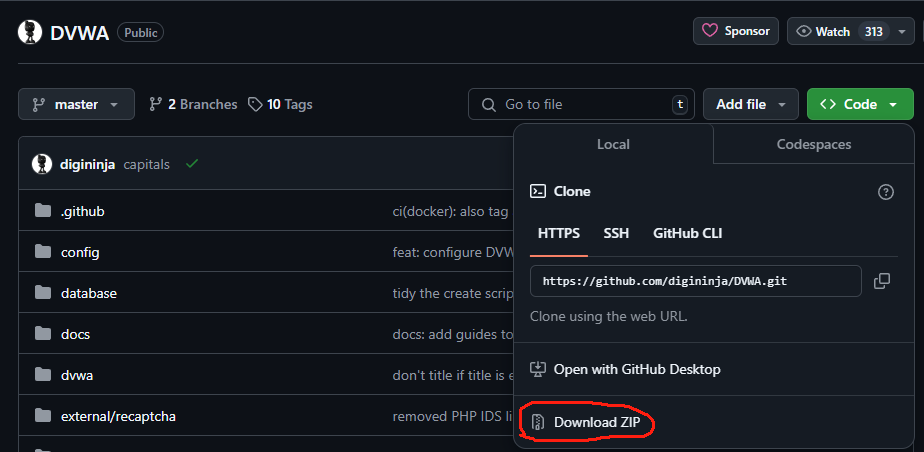 DVWA Public Sponsor Watch 313
master 2 Branches 10 Tags Go to file t Add file <> Code
Local Codespaces
digininja capitals
Clone ?
.github ci(docker): also tag
HTTPS SSH GitHub CLI
config feat: configure DVW
https://github.com/digininja/DVWA.git
database tidy the create scrip
Clone using the web URL.
docs docs: add guides to
dvwa don't title if title is e
Open with GitHub Desktop
external/recaptcha removed PHP IDS li
Download ZIP